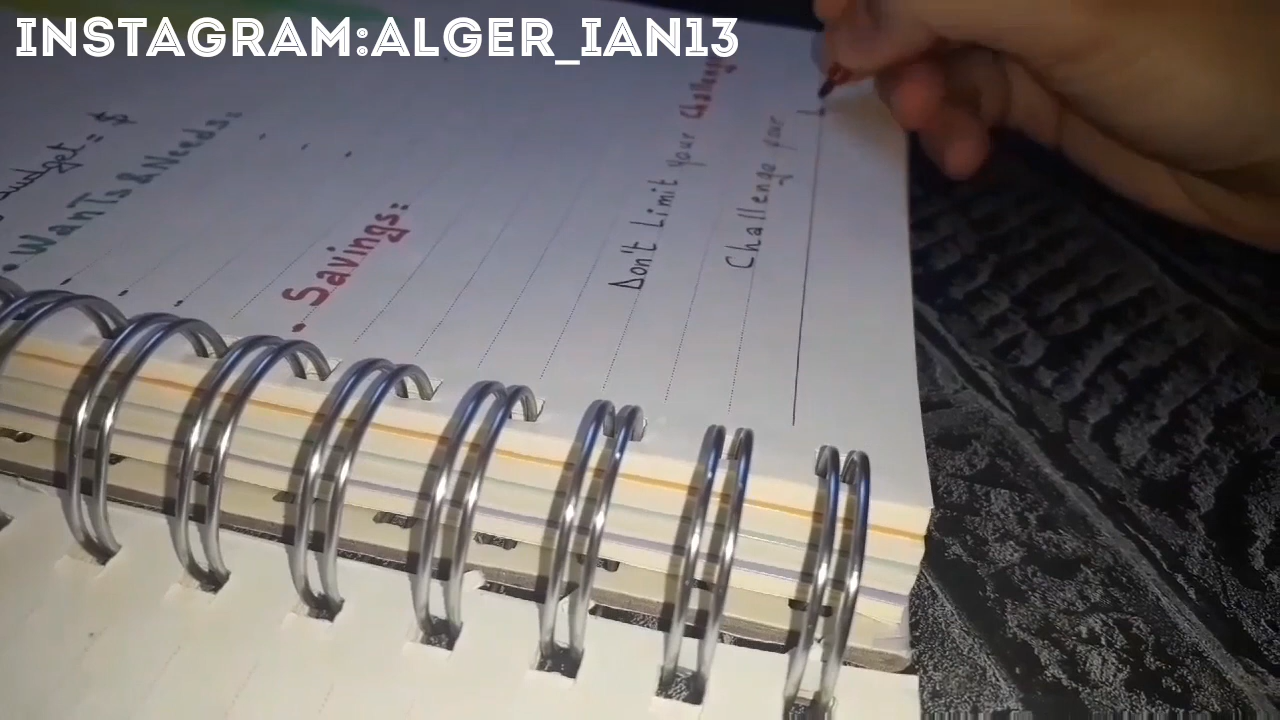 INSTAGRAM:ALGER_IAN13
Budget = $
• Wants & Needs:
• Savings:
Don't Limit your Challenge
Challenge your
L